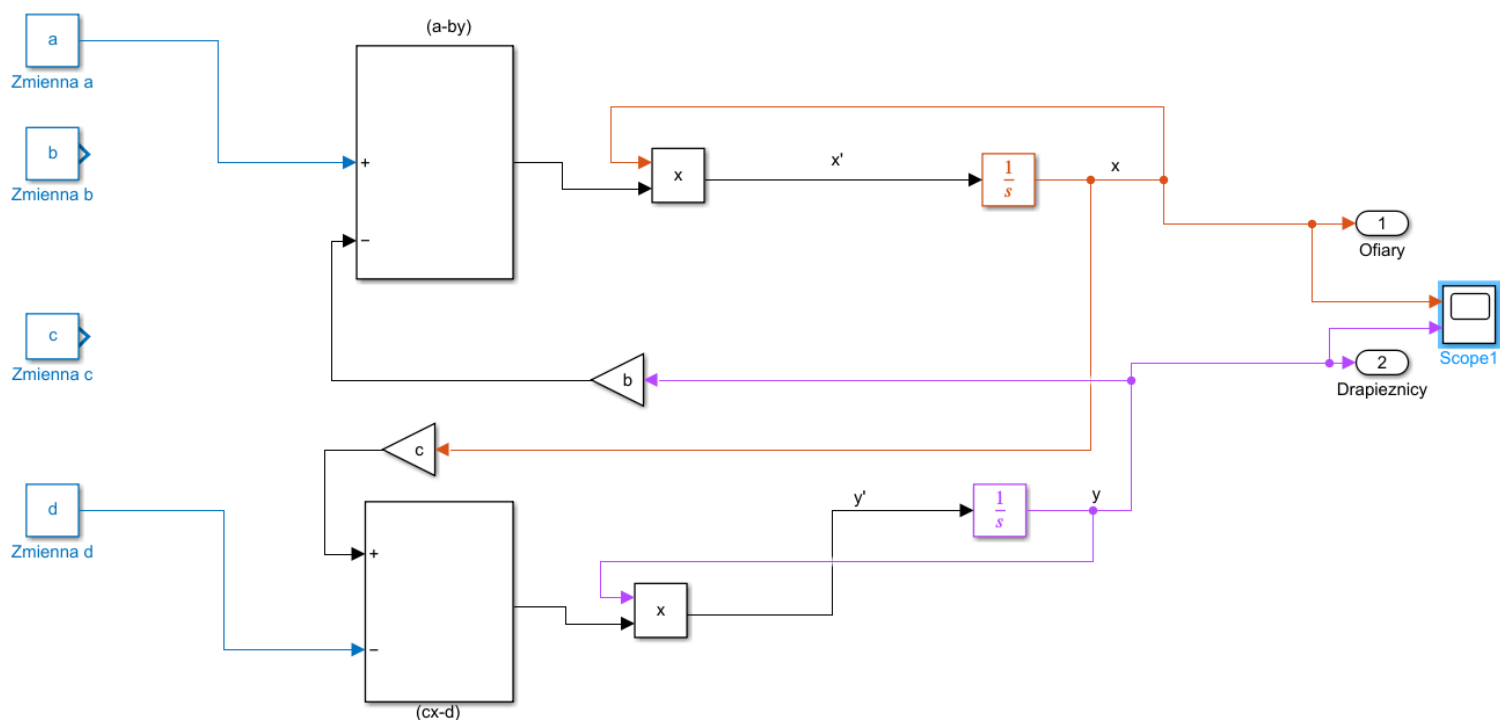 (a-by)
a
Zmienna a
b
Zmienna b
+
−
x
x'
1
s
x
1
Ofiary
c
Zmienna c
Scope1
b
2
Drapieznicy
c
d
Zmienna d
+
−
x
y'
1
s
y
(cx-d)